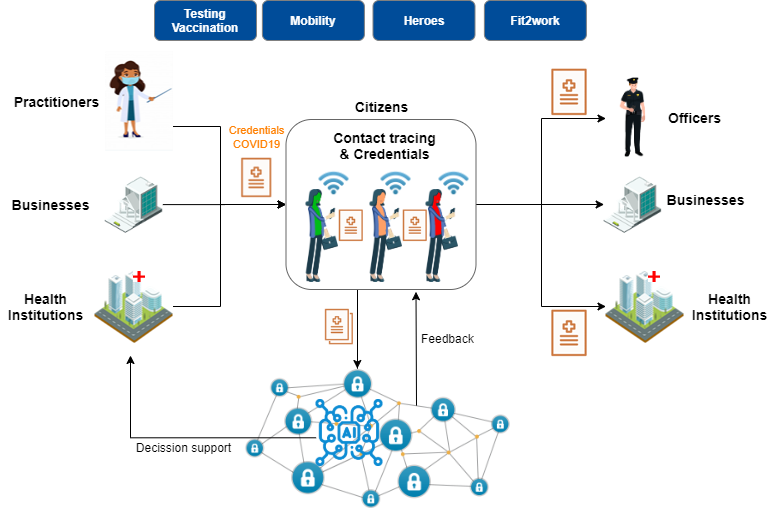 Testing
Vaccination
Mobility
Heroes
Fit2work
Practitioners
Credentials
COVID19
Citizens
Contact tracing
& Credentials
Officers
Businesses
Businesses
Health
Institutions
Health
Institutions
Feedback
Decission support
AI